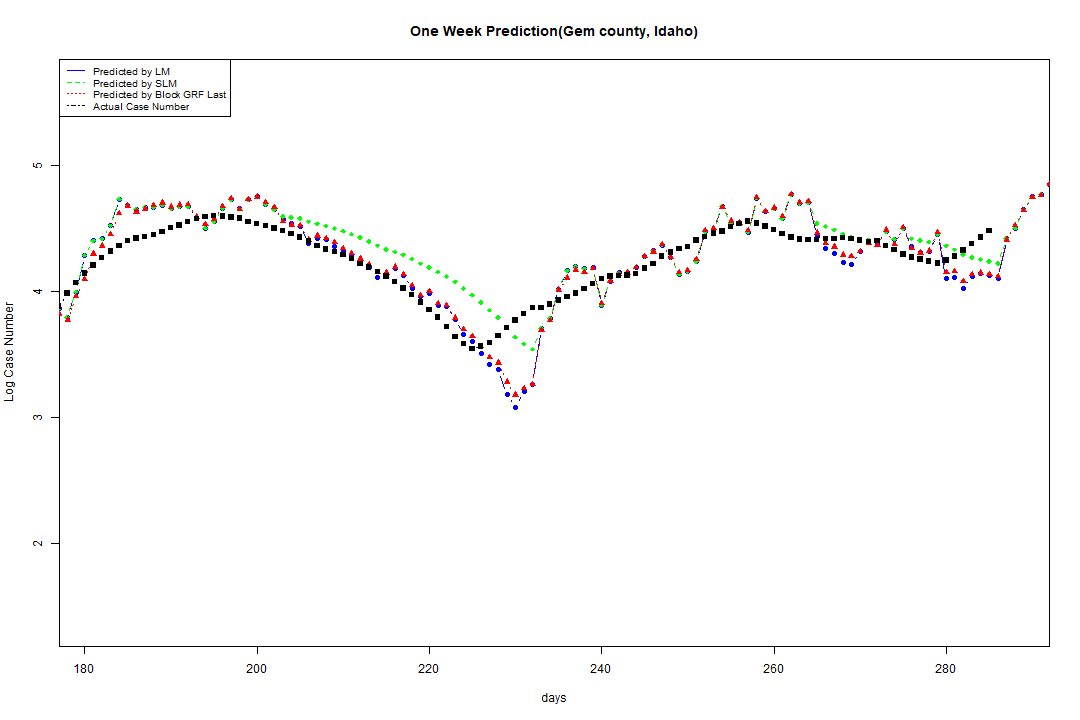 One Week Prediction(Gem county, Idaho)
Predicted by LM
Predicted by SLM
Predicted by Block GRF Last
Actual Case Number
5
4
3
2
Log Case Number
180 200 220 240 260 280
days